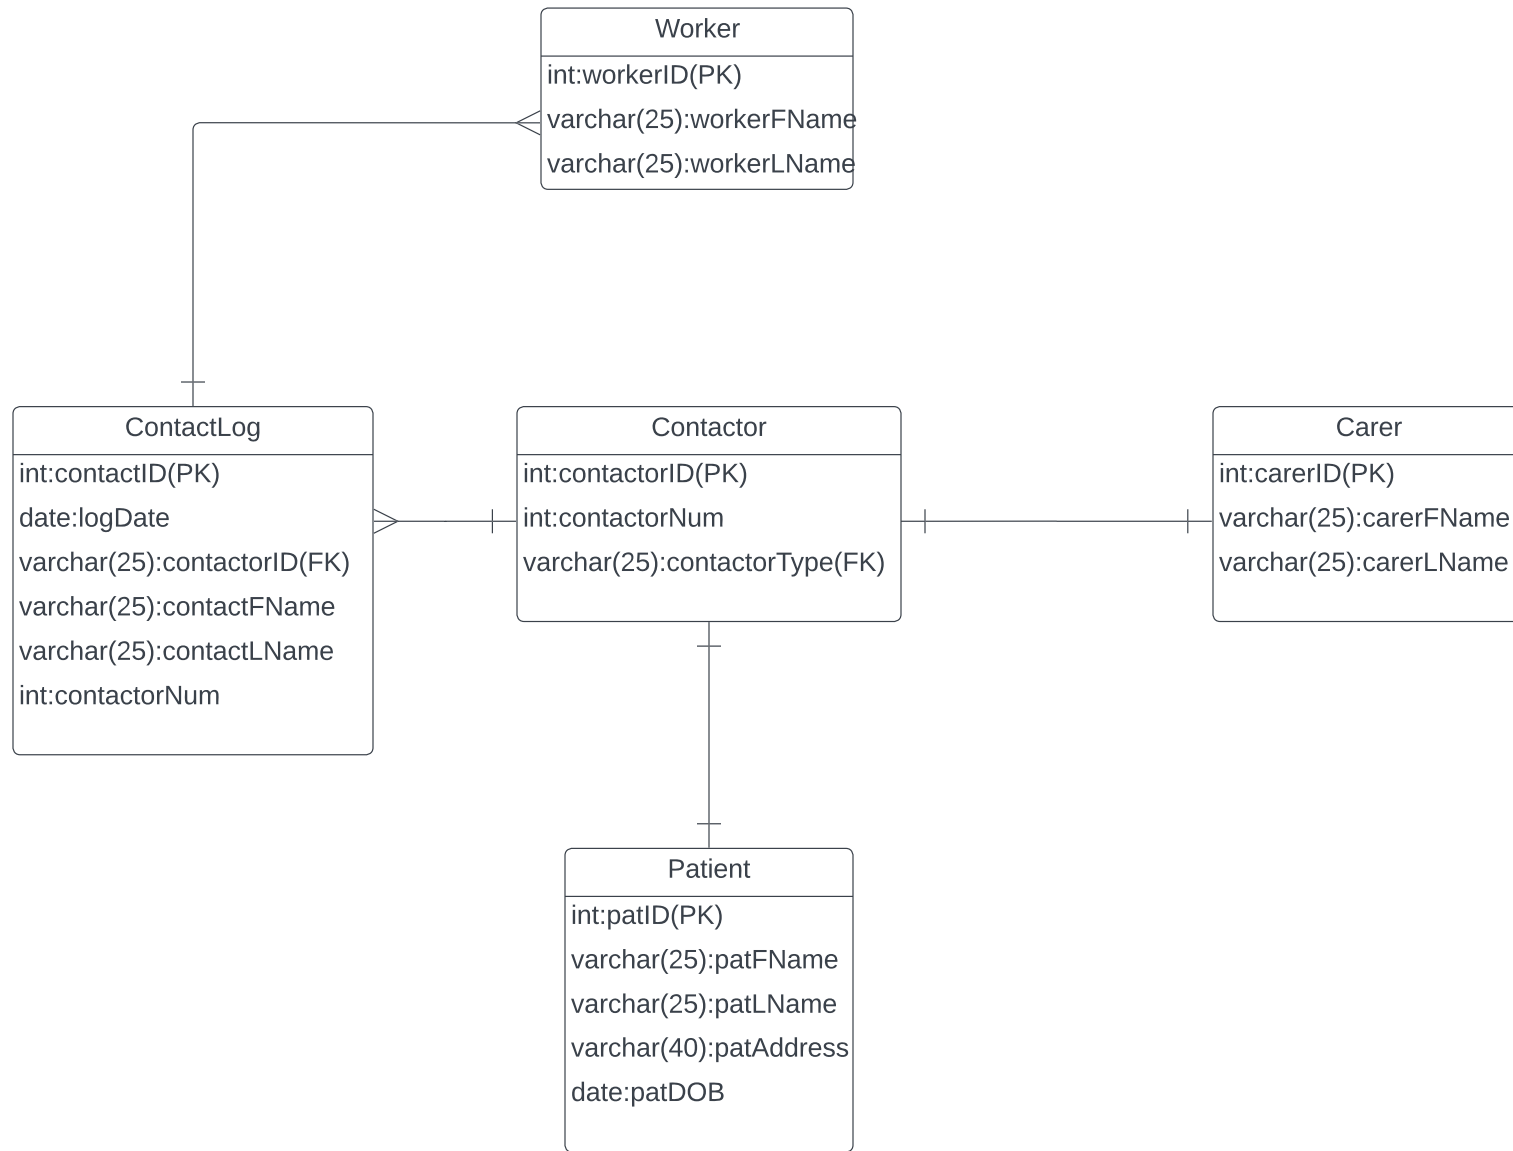 Worker
int:workerID(PK)
varchar(25):workerFName
varchar(25):workerLName
ContactLog
int:contactID(PK)
date:logDate
varchar(25):contactorID(FK)
varchar(25):contactFName
varchar(25):contactLName
int:contactorNum
Contactor
int:contactorID(PK)
int:contactorNum
varchar(25):contactorType(FK)
Carer
int:carerID(PK)
varchar(25):carerFName
varchar(25):carerLName
Patient
int:patID(PK)
varchar(25):patFName
varchar(25):patLName
varchar(40):patAddress
date:patDOB